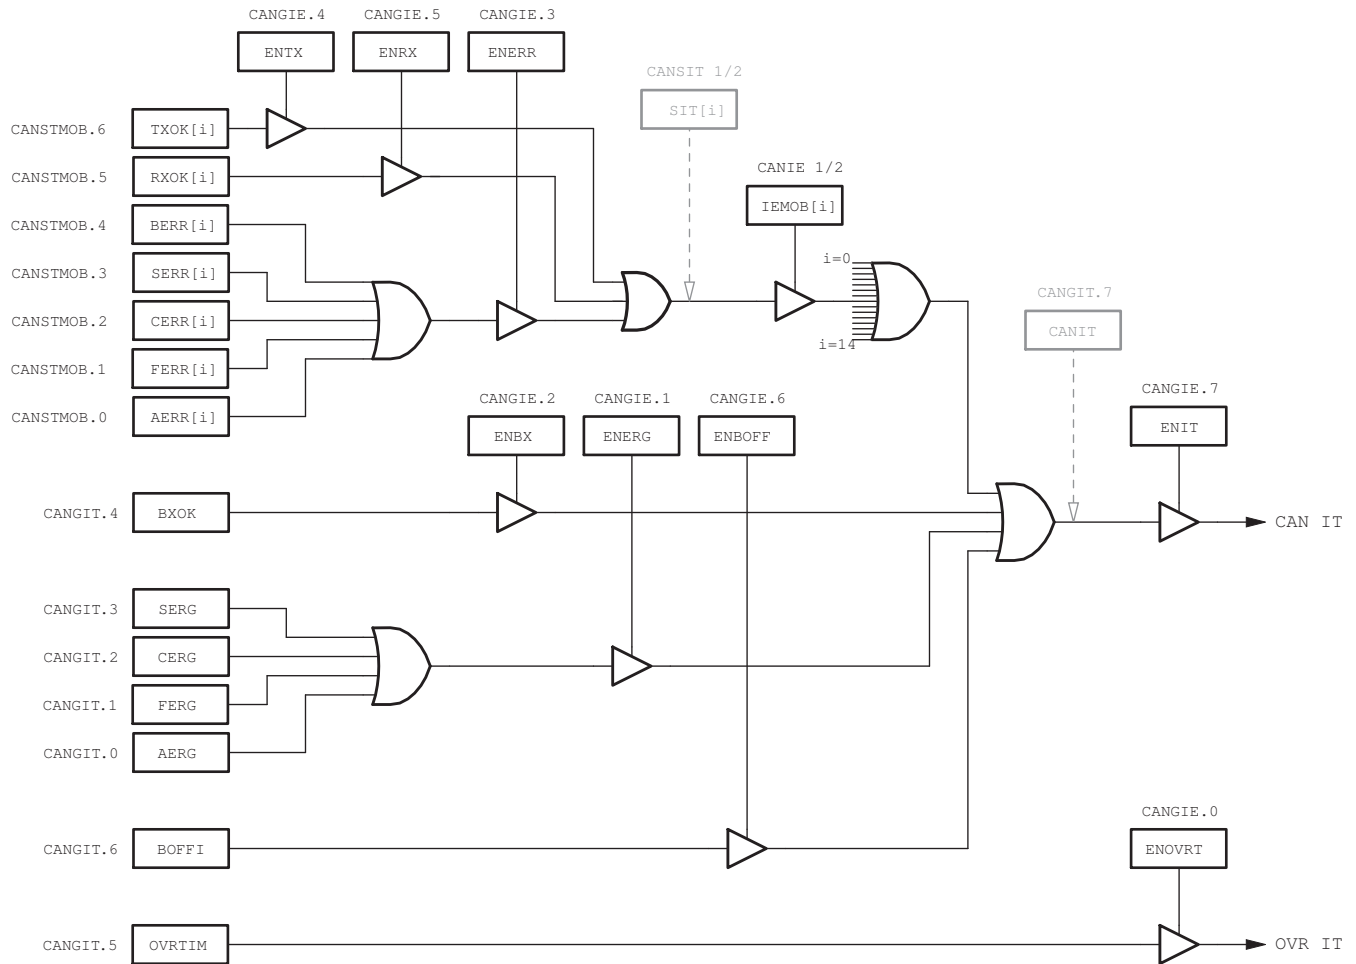 CANGIE.4 CANGIE.5 CANGIE.3
ENTX ENRX ENERR
CANSIT 1/2
SIT[i]
CANSTMOB.6 TXOK[i]
CANIE 1/2
CANSTMOB.5 RXOK[i]
IEMOB[i]
CANSTMOB.4 BERR[i]
i=0
CANSTMOB.3 SERR[i]
CANGIT.7
CANSTMOB.2 CERR[i]
CANIT
i=14
CANSTMOB.1 FERR[i]
CANGIE.7
CANGIE.2 CANGIE.1 CANGIE.6
CANSTMOB.0 AERR[i]
ENIT
ENBX ENERG ENBOFF
CANGIT.4 BXOK
CAN IT
CANGIT.3 SERG
CANGIT.2 CERG
CANGIT.1 FERG
CANGIT.0 AERG
CANGIE.0
CANGIT.6 BOFFI
ENOVRT
CANGIT.5 OVRTIM
OVR IT